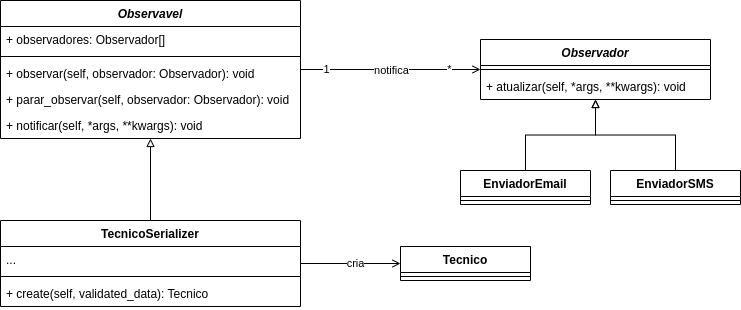 Observavel
+ observadores: Observador[]
+ observar(self, observador: Observador): void
+ parar_observar(self, observador: Observador): void
+ notificar(self, *args, **kwargs): void
1
notifica
*
Observador
+ atualizar(self, *args, **kwargs): void
EnviadorEmail
EnviadorSMS
TecnicoSerializer
...
+ create(self, validated_data): Tecnico
cria
Tecnico